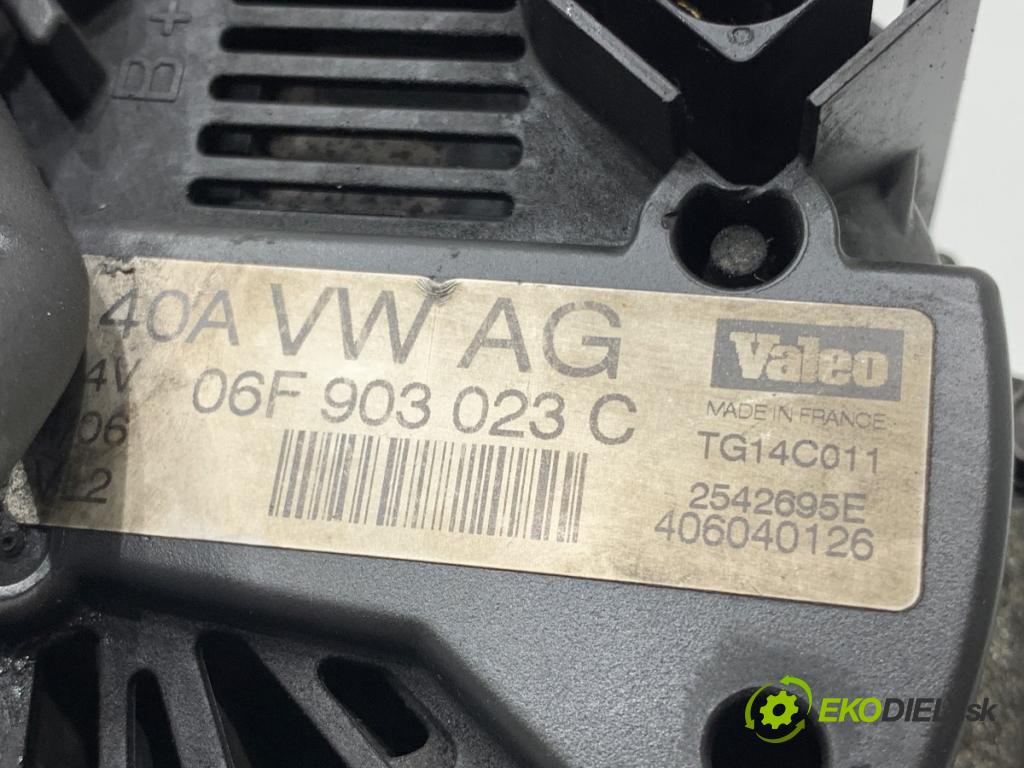 B+
40A VW AG
4V
06F 903 023 C
06
L2
Valeo
MADE IN FRANCE
TG14C011
2542695E
406040126
EKODIELY.sk